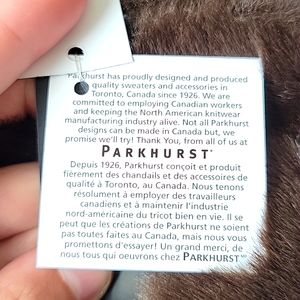 Parkhurst has proudly designed and produced
quality sweaters and accessories in
Toronto, Canada since 1926. We are
committed to employing Canadian workers
and keeping the North American knitwear
manufacturing industry alive. Not all Parkhurst
designs can be made in Canada but, we
promise we'll try! Thank You, from all of us at
PARKHURST™
Depuis 1926, Parkhurst conçoit et produit
fièrement des chandails et des accessoires de
qualité à Toronto, au Canada. Nous tenons
résolument à employer des travailleurs
canadiens et à maintenir l'industrie
nord-américaine du tricot bien en vie. Il se
peut que les créations de Parkhurst ne soient
pas toutes faites au Canada, mais nous vous
promettons d'essayer! Un grand merci, de
nous tous qui oeuvrons chez PARKHURST